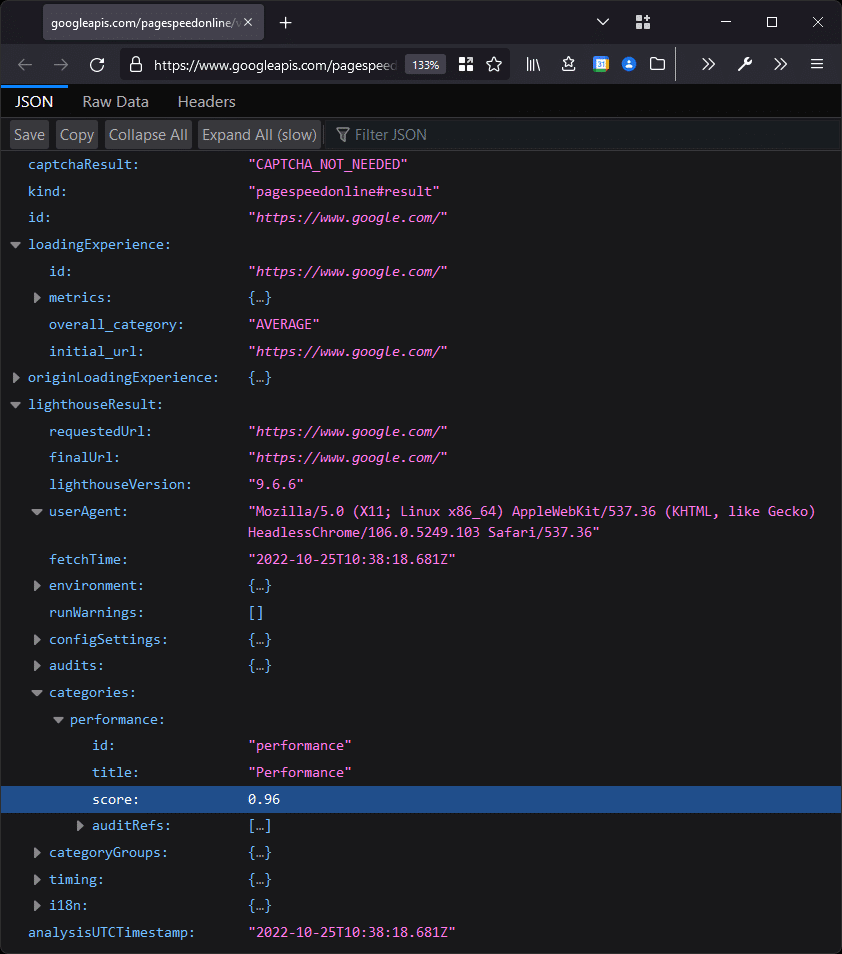 googleapis.com/pagespeedonline/v
https://www.googleapis.com/pagespeed 133% 31
JSON Raw Data Headers
Save Copy Collapse All Expand All (slow) Filter JSON
captchaResult: "CAPTCHA_NOT_NEEDED"
kind: "pagespeedonline#result"
id: "https://www.google.com/"
loadingExperience:
id: "https://www.google.com/"
metrics: {…}
overall_category: "AVERAGE"
initial_url: "https://www.google.com/"
originLoadingExperience: {…}
lighthouseResult:
requestedUrl: "https://www.google.com/"
finalUrl: "https://www.google.com/"
lighthouseVersion: "9.6.6"
userAgent: "Mozilla/5.0 (X11; Linux x86_64) AppleWebKit/537.36 (KHTML, like Gecko)
HeadlessChrome/106.0.5249.103 Safari/537.36"
fetchTime: "2022-10-25T10:38:18.681Z"
environment: {…}
runWarnings: []
configSettings: {…}
audits: {…}
categories:
performance:
id: "performance"
title: "Performance"
score: 0.96
auditRefs: […]
categoryGroups: {…}
timing: {…}
i18n: {…}
analysisUTCTimestamp: "2022-10-25T10:38:18.681Z"